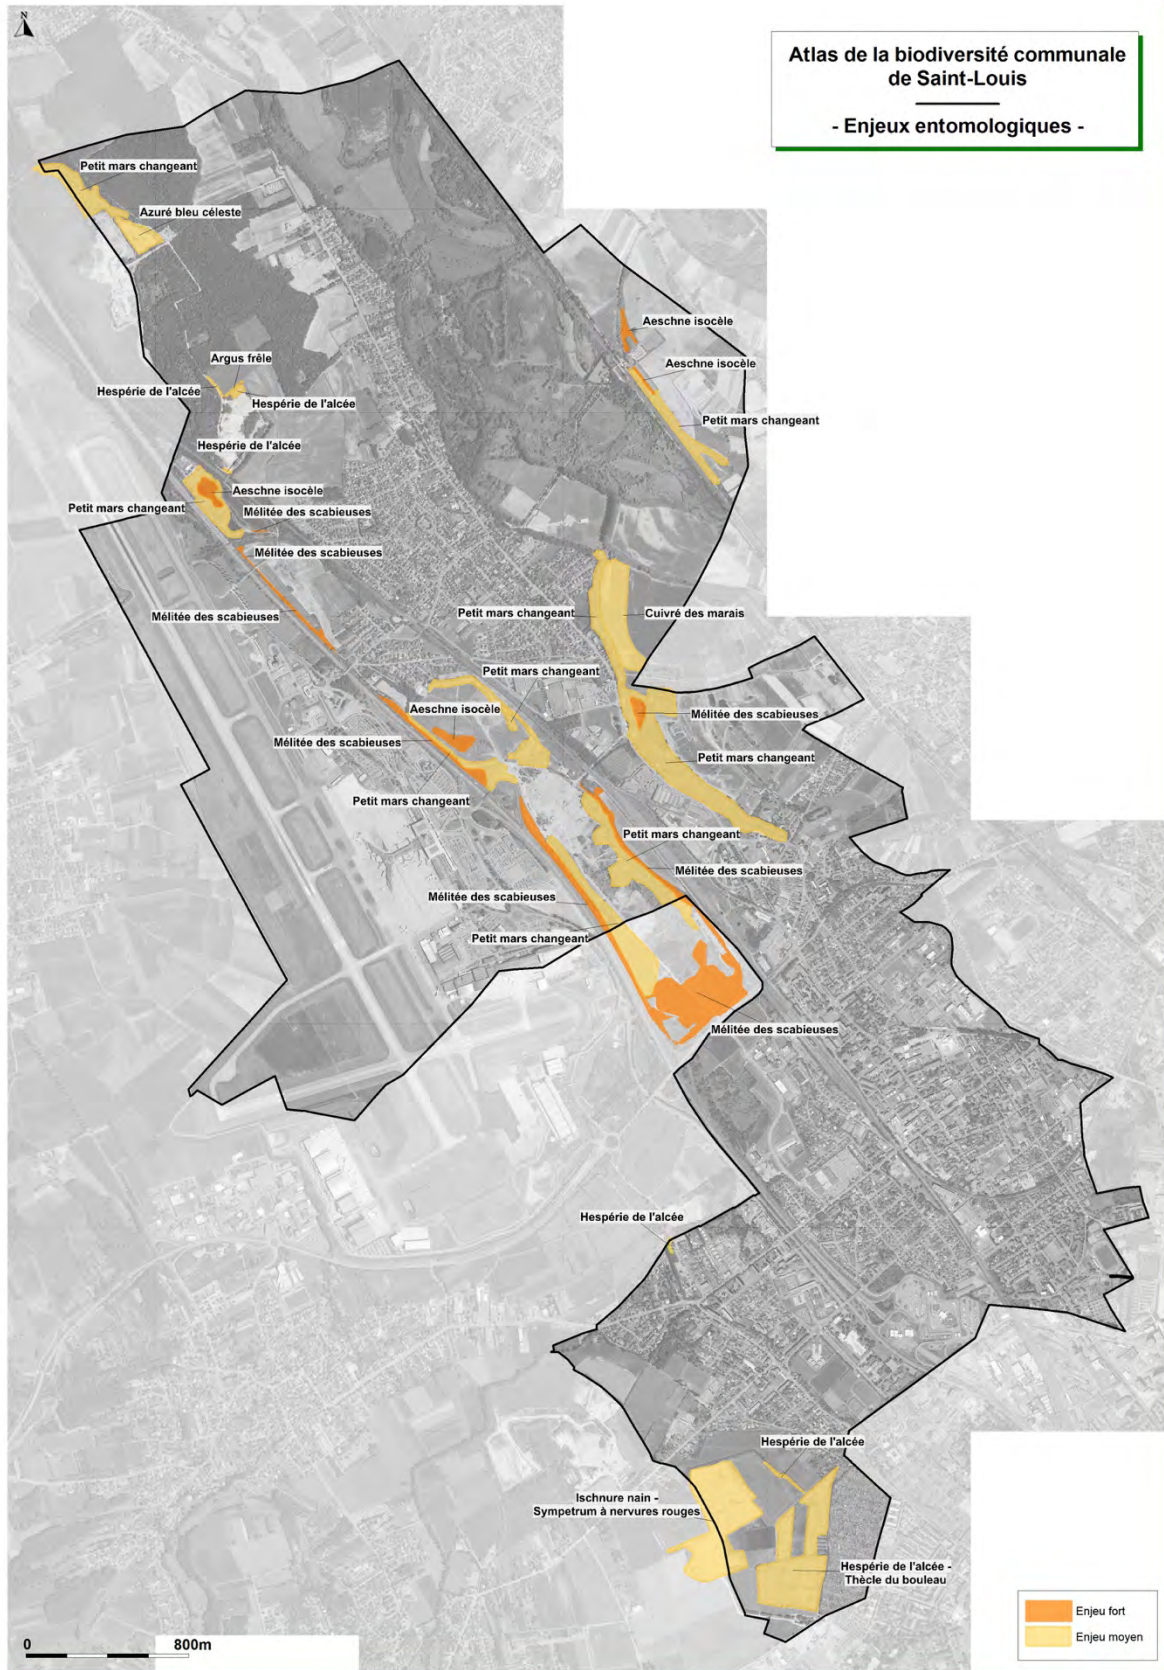 N
Atlas de la biodiversité communale
de Saint-Louis
- Enjeux entomologiques -
Petit mars changeant
Azuré bleu céleste
Aeschne isocèle
Argus frêle
Aeschne isocèle
Hespérie de l'alcée
Hespérie de l'alcée
Petit mars changeant
Hespérie de l'alcée
Aeschne isocèle
Petit mars changeant
Mélitée des scabieuses
Mélitée des scabieuses
Mélitée des scabieuses
Petit mars changeant
Cuivré des marais
Petit mars changeant
Aeschne isocèle
Mélitée des scabieuses
Mélitée des scabieuses
Petit mars changeant
Petit mars changeant
Petit mars changeant
Mélitée des scabieuses
Mélitée des scabieuses
Petit mars changeant
Mélitée des scabieuses
Hespérie de l'alcée
Hespérie de l'alcée
Ischnure nain -
Sympetrum à nervures rouges
Hespérie de l'alcée -
Thècle du bouleau
Enjeu fort
Enjeu moyen
0 800m